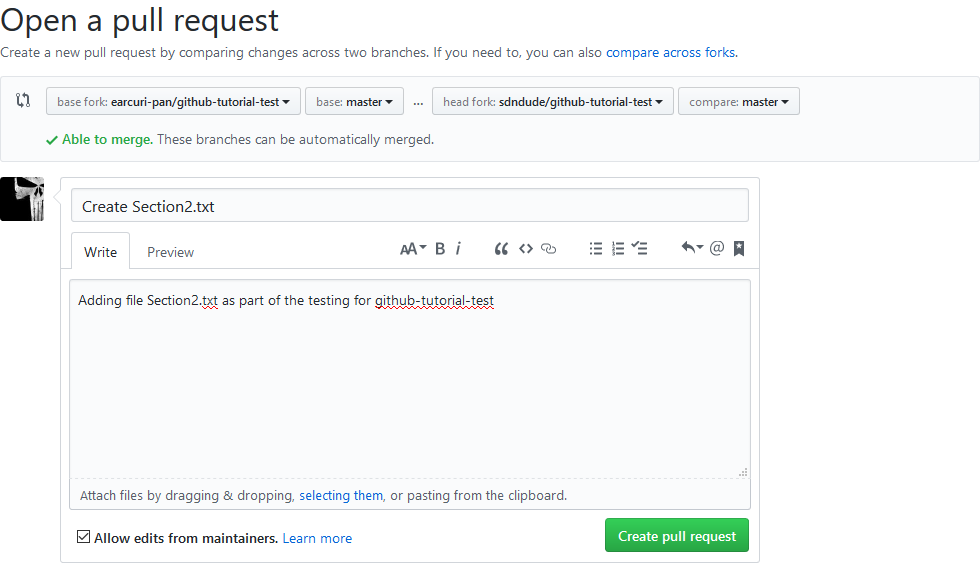 Open a pull request
Create a new pull request by comparing changes across two branches. If you need to, you can also compare across forks.
base fork: earcuri-pan/github-tutorial-test base: master ... head fork: sdndude/github-tutorial-test compare: master
Able to merge. These branches can be automatically merged.
Create Section2.txt
Write Preview AA B i
Adding file Section2.txt as part of the testing for github-tutorial-test
Attach files by dragging & dropping, selecting them, or pasting from the clipboard.
Allow edits from maintainers. Learn more Create pull request